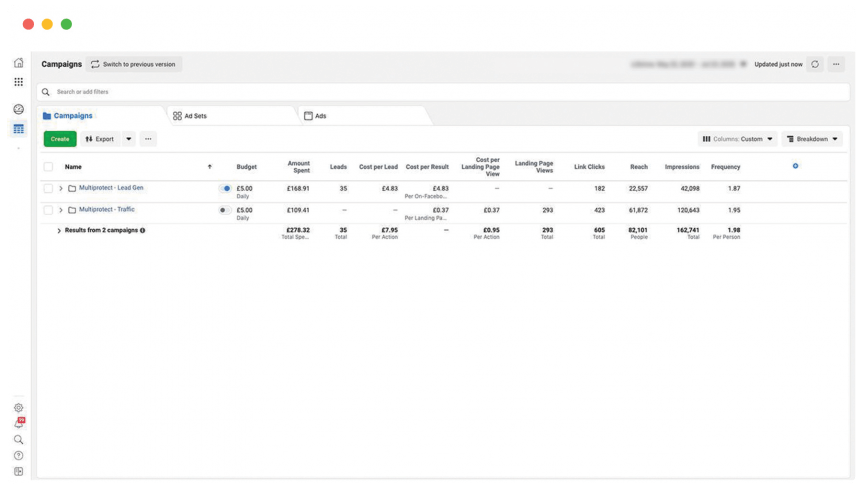 Campaigns Switch to previous version Updated just now
Search or add filters
Campaigns Ad Sets Ads
Create Export Columns: Custom Breakdown
Name Budget Amount Spent Leads Cost per Lead Cost per Result Cost per Landing Page View Landing Page Views Link Clicks Reach Impressions Frequency
Multiprotect - Lead Gen £5.00 £168.91 35 £4.83 £4.83 — — 182 22,557 42,098 1.87
Daily Per On-Facebo...
Multiprotect - Traffic £5.00 £109.41 — — £0.37 £0.37 293 423 61,872 120,643 1.95
Daily Per Landing Pa...
Results from 2 campaigns £278.32 35 £7.95 — £0.95 293 605 82,101 162,741 1.98
Total Spe... Total Per Action Per Action Total Total People Total Per Person